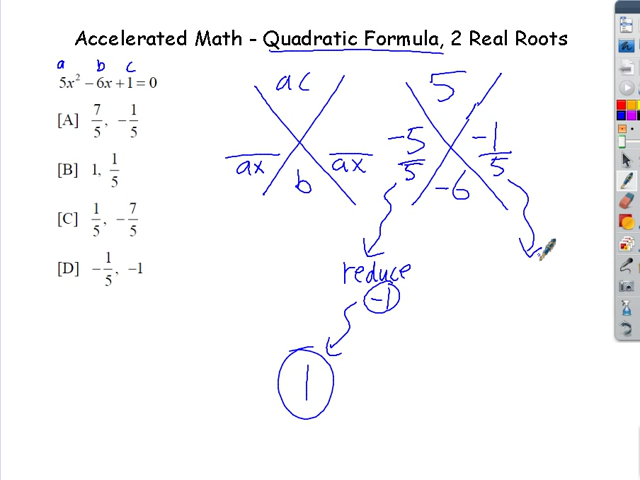 Accelerated Math - Quadratic Formula, 2 Real Roots
a b c
5x² − 6x + 1 = 0
[A] 7/5, −1/5
[B] 1, 1/5
[C] 1/5, −7/5
[D] −1/5, −1
ac
ax ax
b
5
-5/5 -1/5
-6
reduce
-1
1